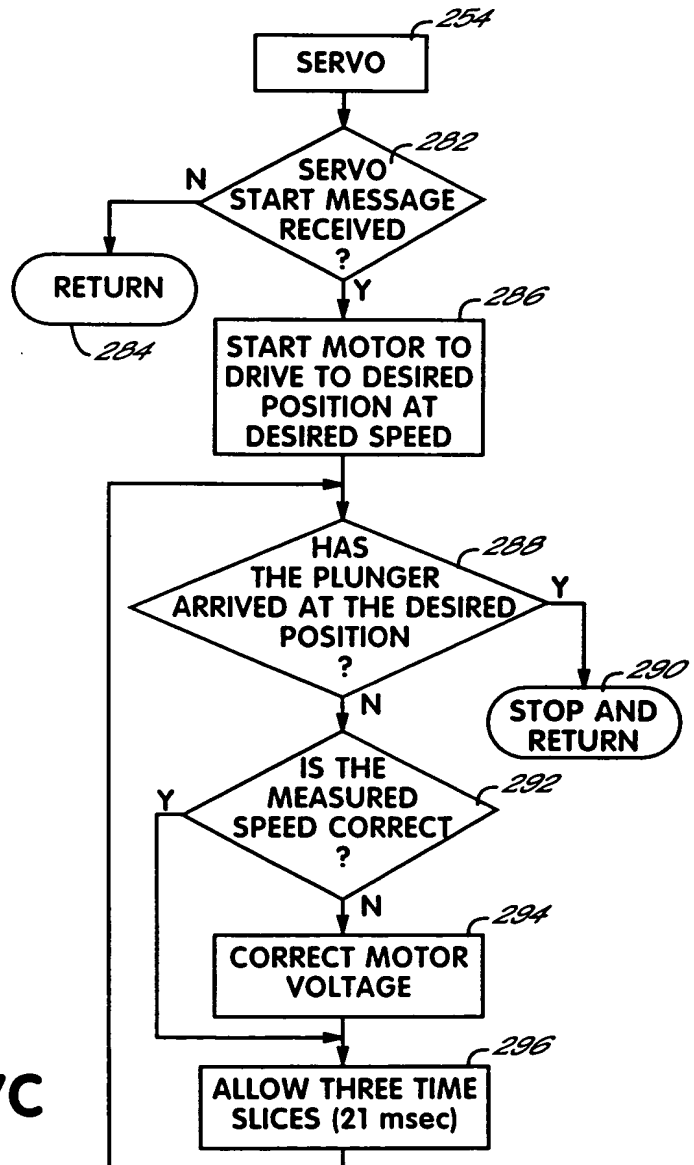 254
SERVO
282
SERVO
START MESSAGE
RECEIVED
?
N
Y
RETURN
284
286
START MOTOR TO
DRIVE TO DESIRED
POSITION AT
DESIRED SPEED
288
HAS
THE PLUNGER
ARRIVED AT THE DESIRED
POSITION
?
Y
N
290
STOP AND
RETURN
292
IS THE
MEASURED
SPEED CORRECT
?
Y
N
294
CORRECT MOTOR
VOLTAGE
296
ALLOW THREE TIME
SLICES (21 msec)
7C